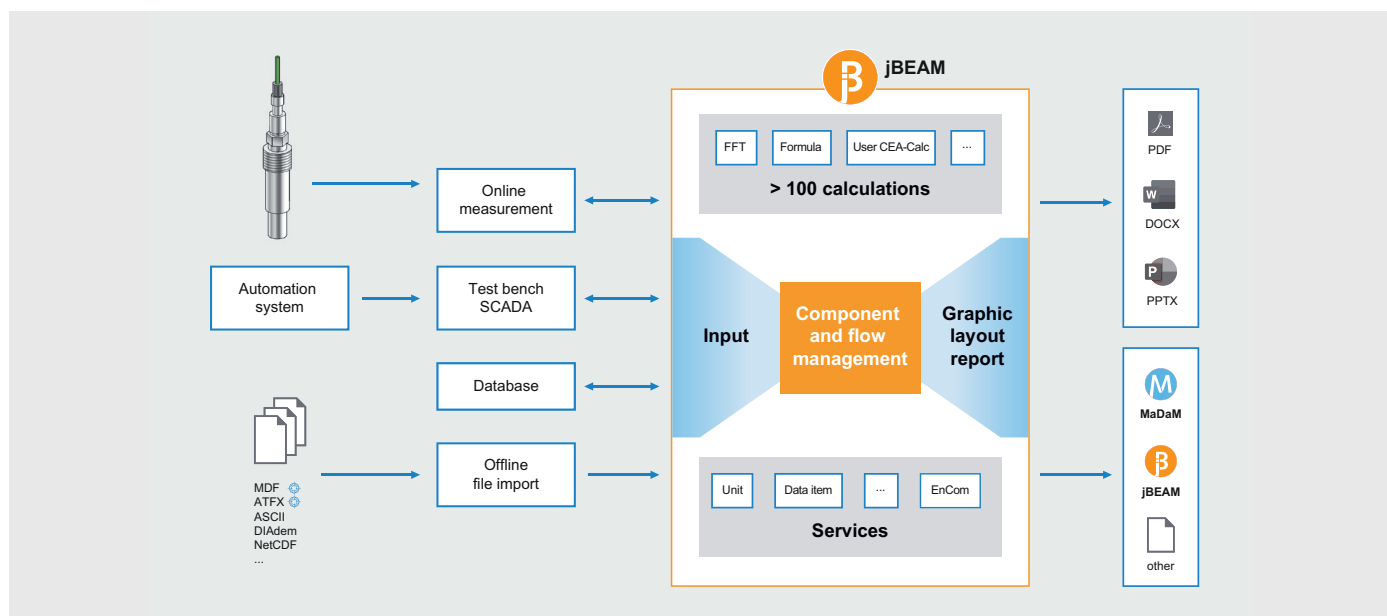 jBEAM
FFT
Formula
User CEA-Calc
...
> 100 calculations
Online
measurement
Automation
system
Test bench
SCADA
Database
Offline
file import
MDF
ATFX
ASCII
DIAdem
NetCDF
...
Input
Component
and flow
management
Graphic
layout
report
Unit
Data item
...
EnCom
Services
PDF
W
DOCX
P
PPTX
M
MaDaM
jBEAM
other